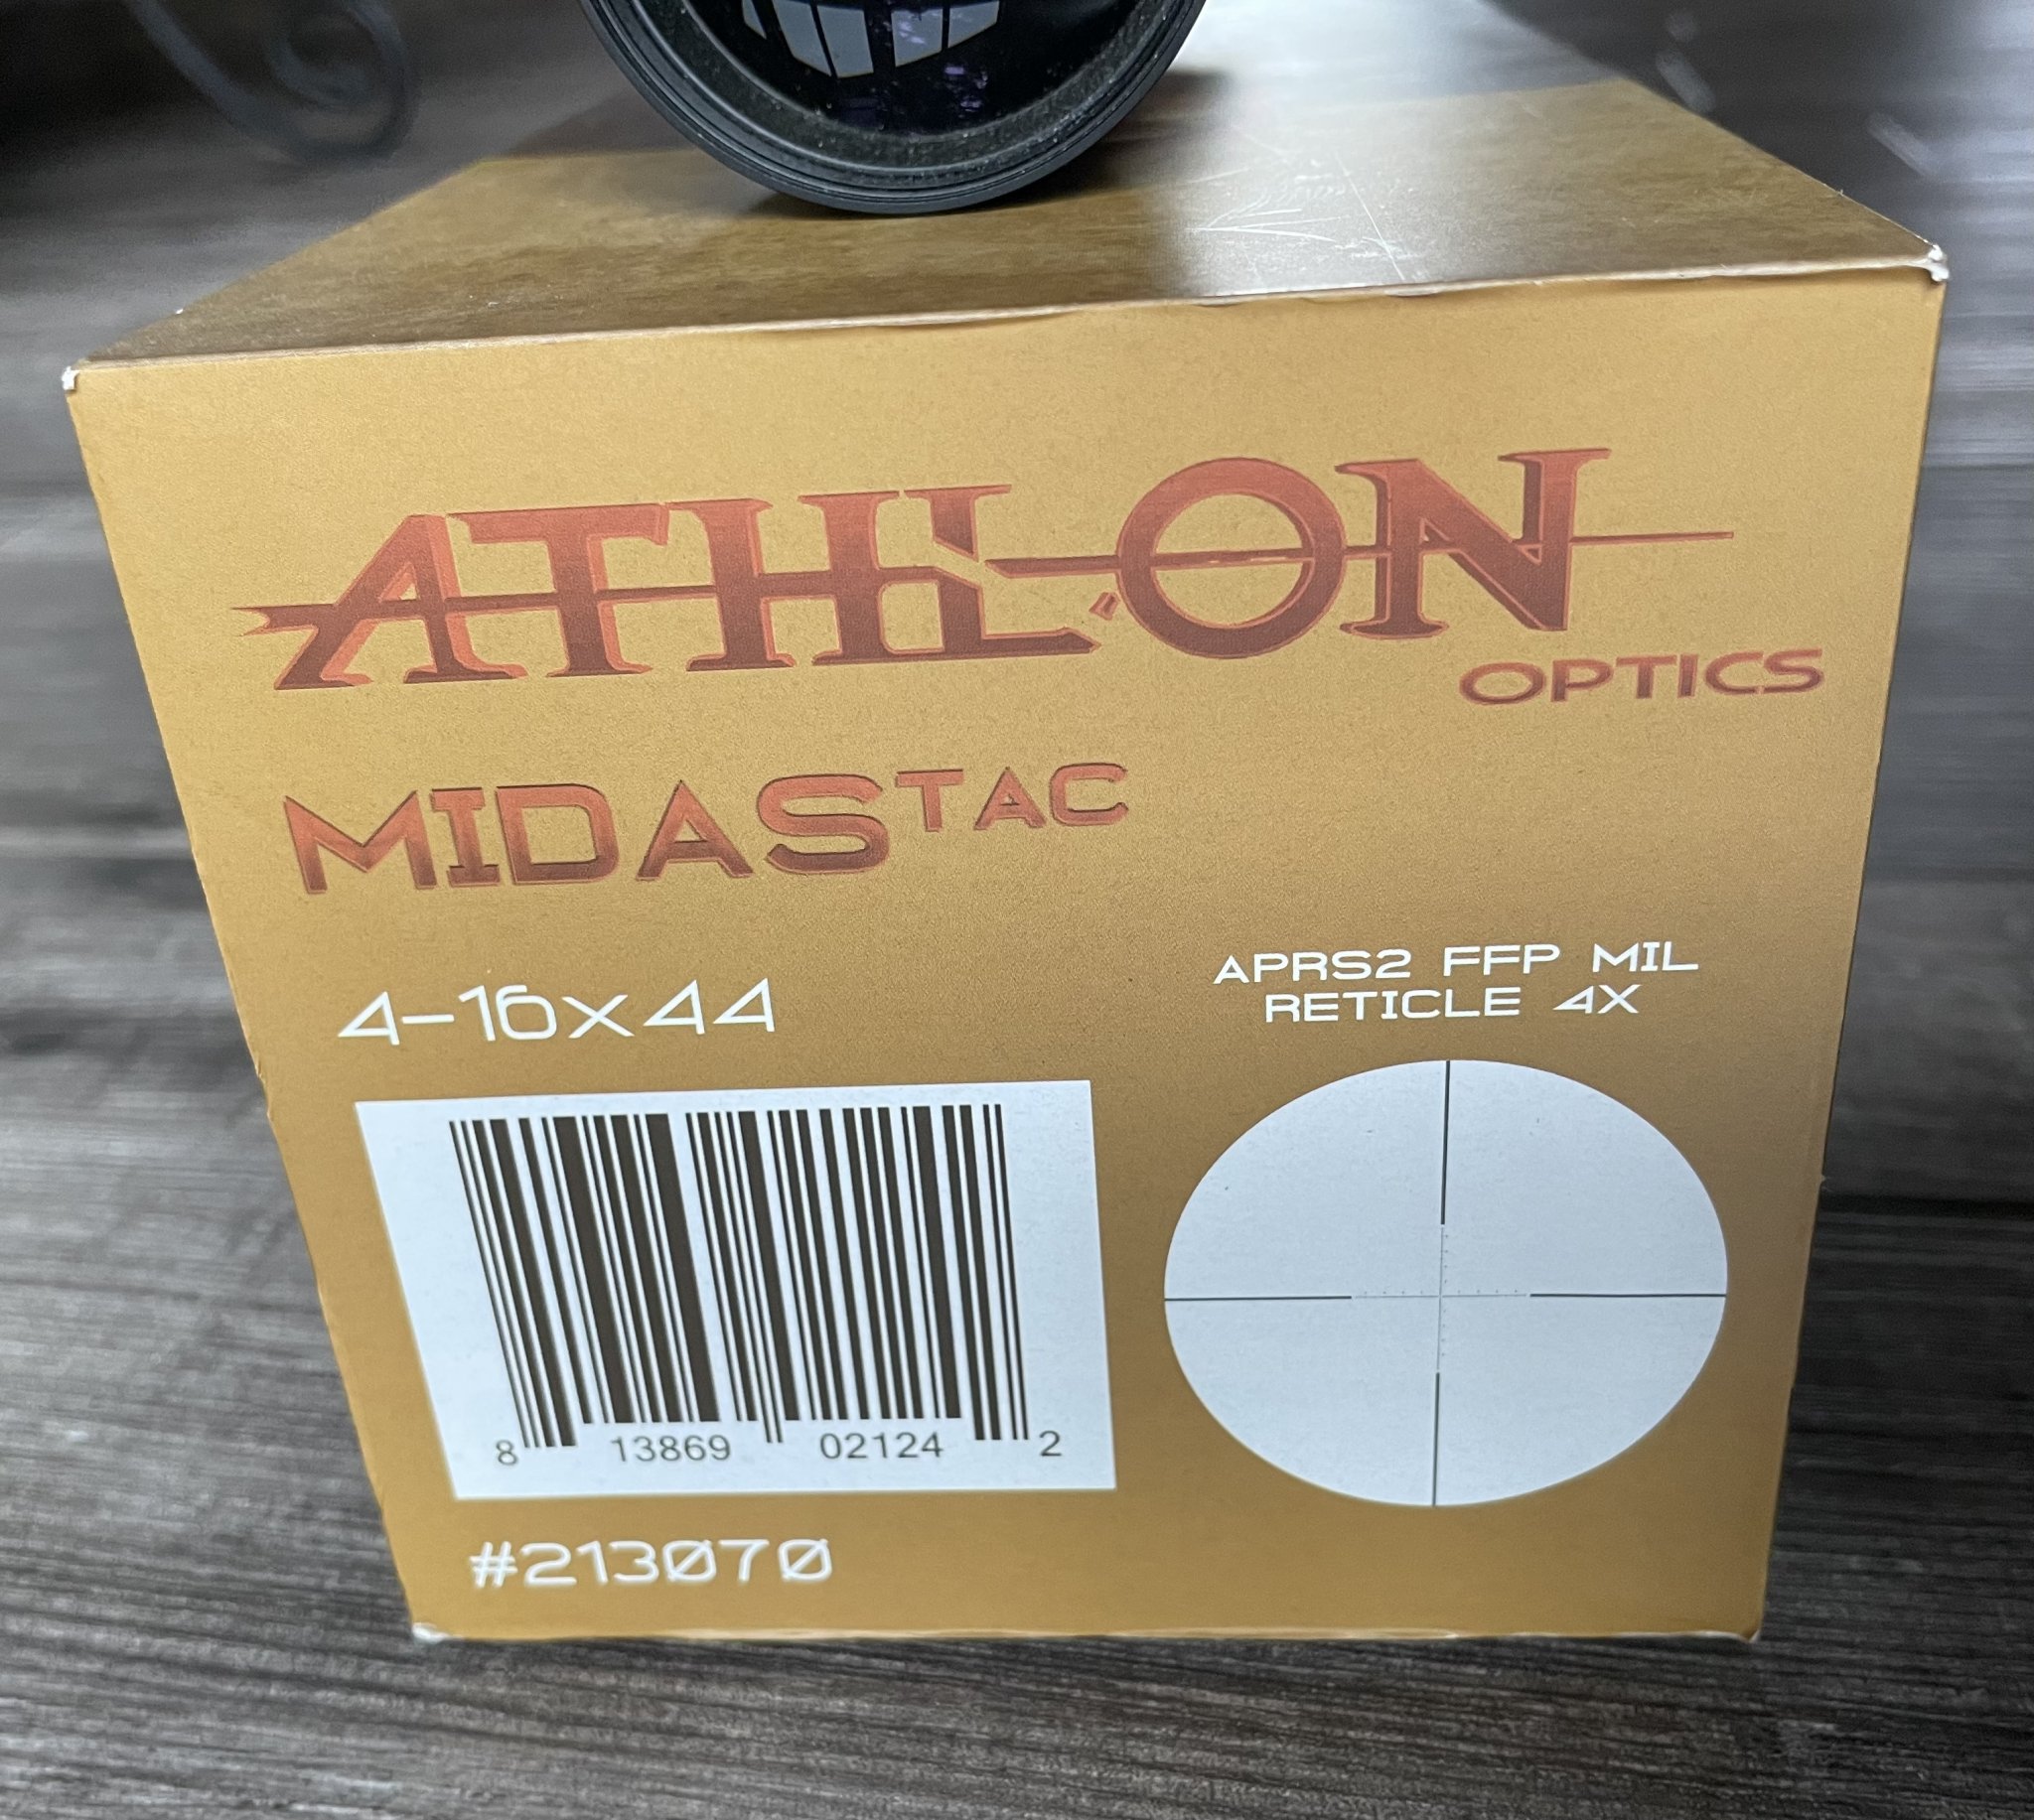 ATHLON
OPTICS
MIDAS TAC
4-16x44
APRS2 FFP MIL
RETICLE 4X
8 13869 02124 2
#213070